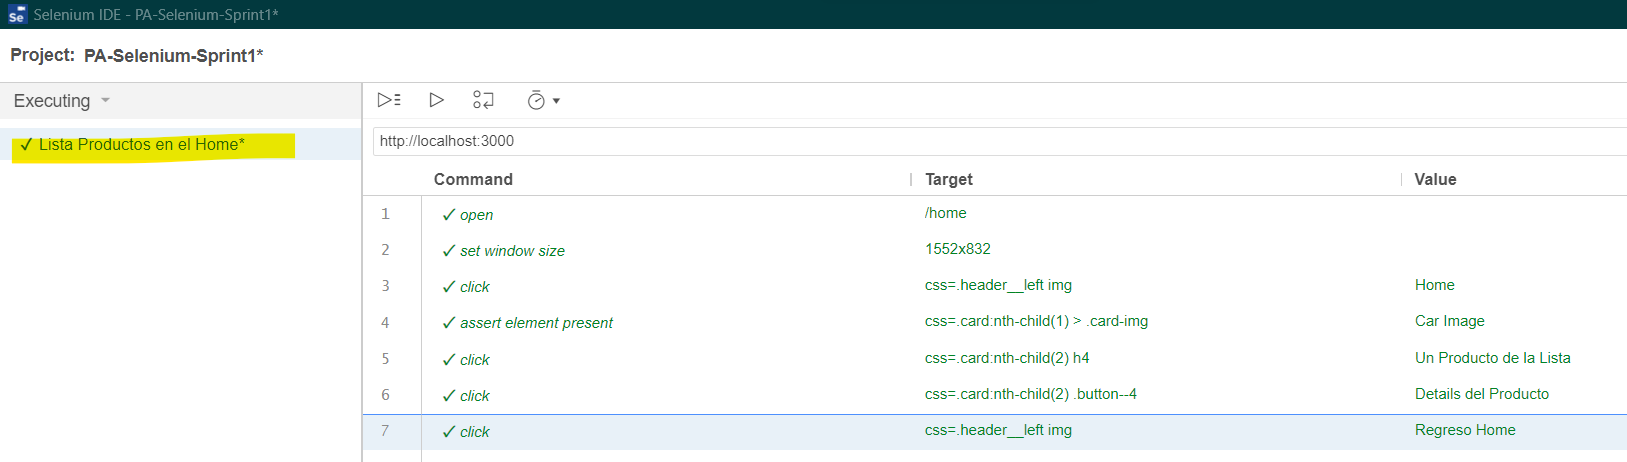 Se Selenium IDE - PA-Selenium-Sprint1*
Project: PA-Selenium-Sprint1*
Executing
✓ Lista Productos en el Home*
http://localhost:3000
Command Target Value
1 ✓ open /home
2 ✓ set window size 1552x832
3 ✓ click css=.header__left img Home
4 ✓ assert element present css=.card:nth-child(1) > .card-img Car Image
5 ✓ click css=.card:nth-child(2) h4 Un Producto de la Lista
6 ✓ click css=.card:nth-child(2) .button--4 Details del Producto
7 ✓ click css=.header__left img Regreso Home